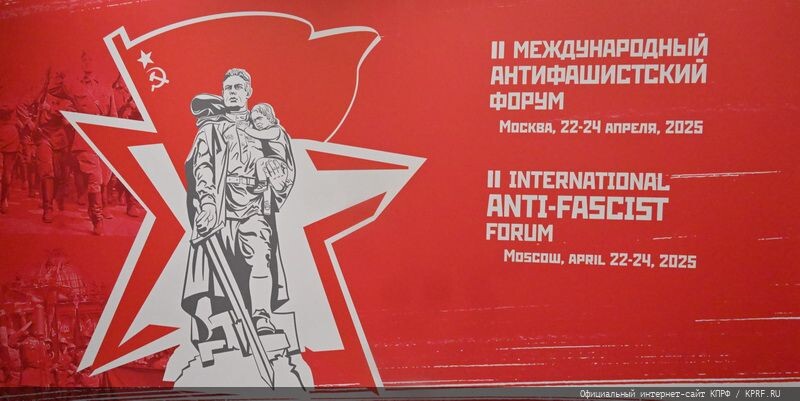 II МЕЖДУНАРОДНЫЙ
АНТИФАШИСТСКИЙ
ФОРУМ
Москва, 22-24 апреля, 2025
II INTERNATIONAL
ANTI-FASCIST
FORUM
Moscow, april 22-24, 2025
Официальный интернет-сайт КПРФ / KPRF.RU